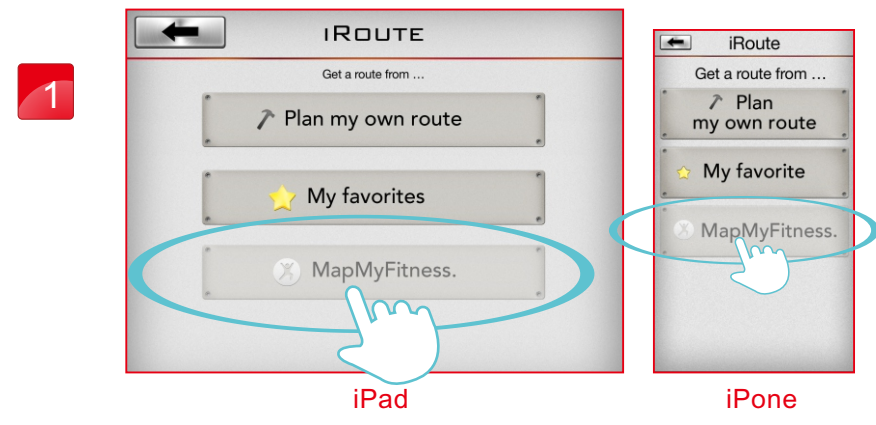 1
iROUTE
Get a route from ...
Plan my own route
My favorites
MapMyFitness.
iPad
iRoute
Get a route from ...
Plan
my own route
My favorite
MapMyFitness.
iPone